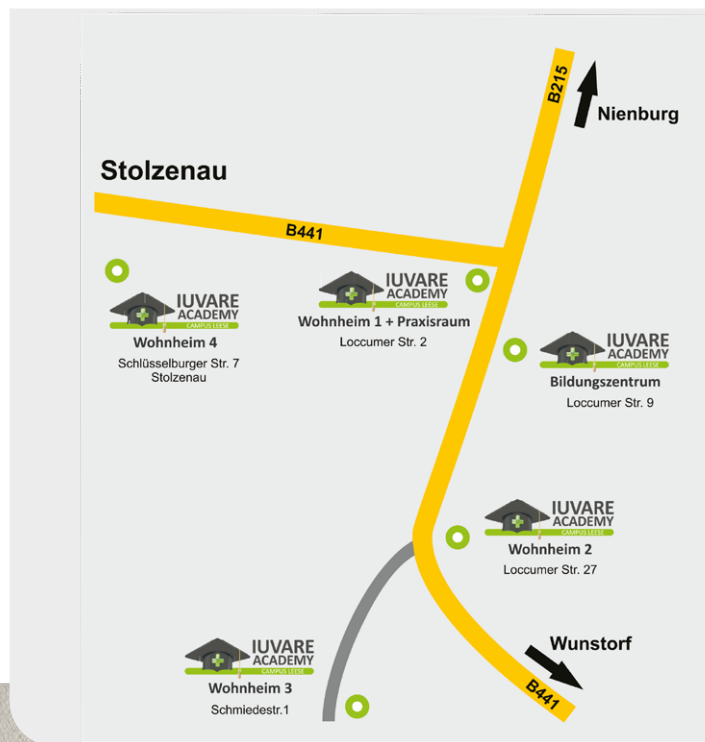 B215
Nienburg
Stolzenau
B441
IUVARE
ACADEMY
CAMPUS LEESE
Wohnheim 4
Schlüsselburger Str. 7
Stolzenau
IUVARE
ACADEMY
CAMPUS LEESE
Wohnheim 1 + Praxisraum
Loccumer Str. 2
IUVARE
ACADEMY
CAMPUS LEESE
Bildungszentrum
Loccumer Str. 9
IUVARE
ACADEMY
CAMPUS LEESE
Wohnheim 2
Loccumer Str. 27
IUVARE
ACADEMY
CAMPUS LEESE
Wohnheim 3
Schmiedestr.1
Wunstorf
B441